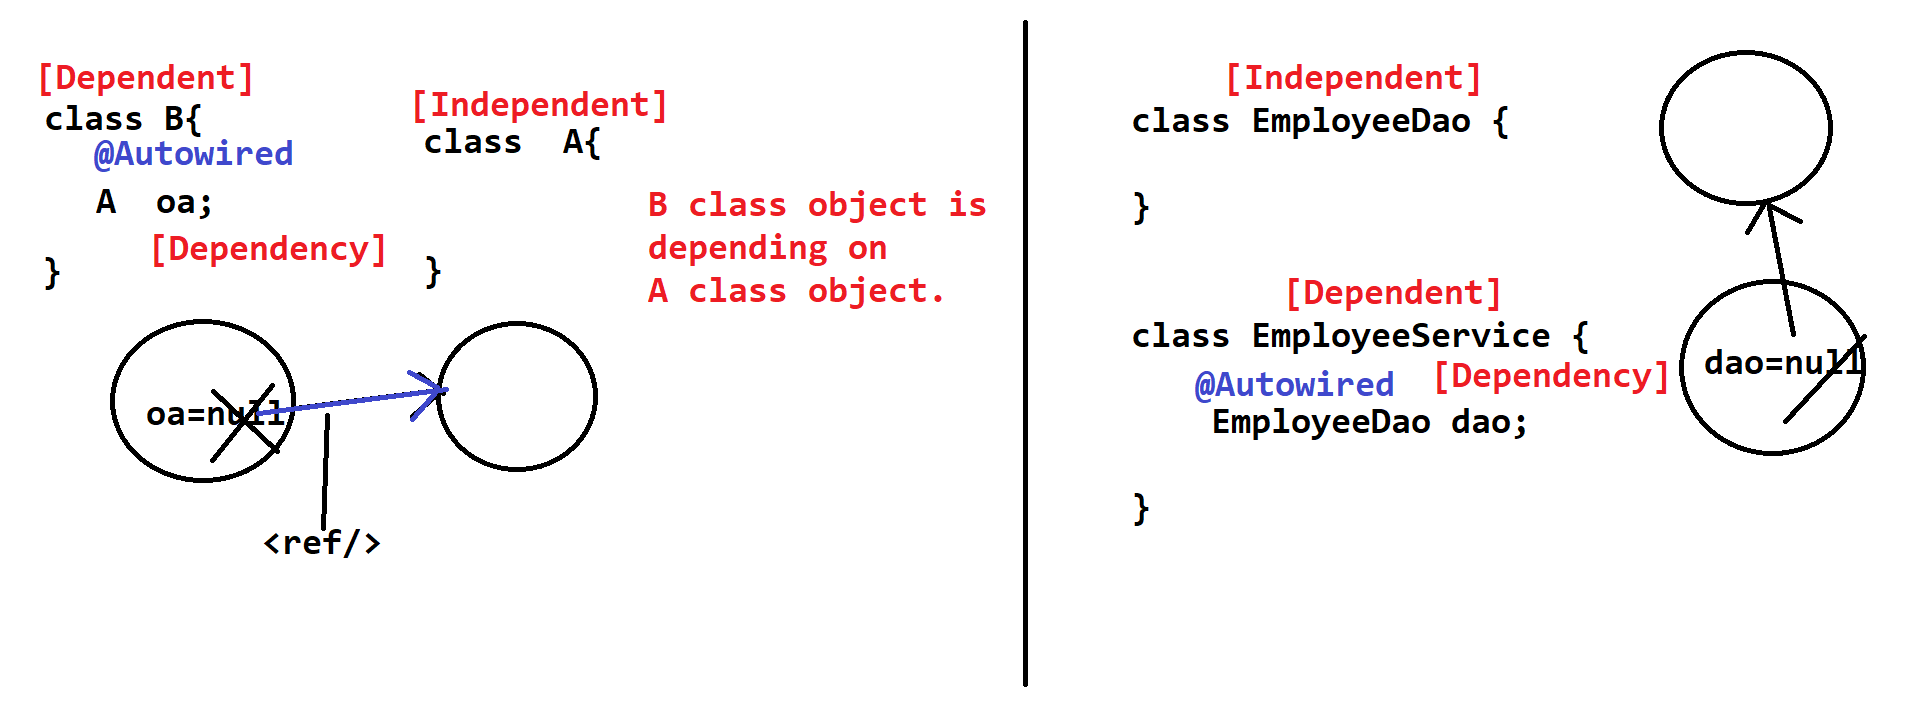 [Dependent]
class B{
@Autowired
A  oa;
[Dependency]
}
[Independent]
class  A{
}
B class object is
depending on
A class object.
oa=null
<ref/>
[Independent]
class EmployeeDao {
}
[Dependent]
class EmployeeService {
@Autowired [Dependency]
EmployeeDao dao;
}
dao=null